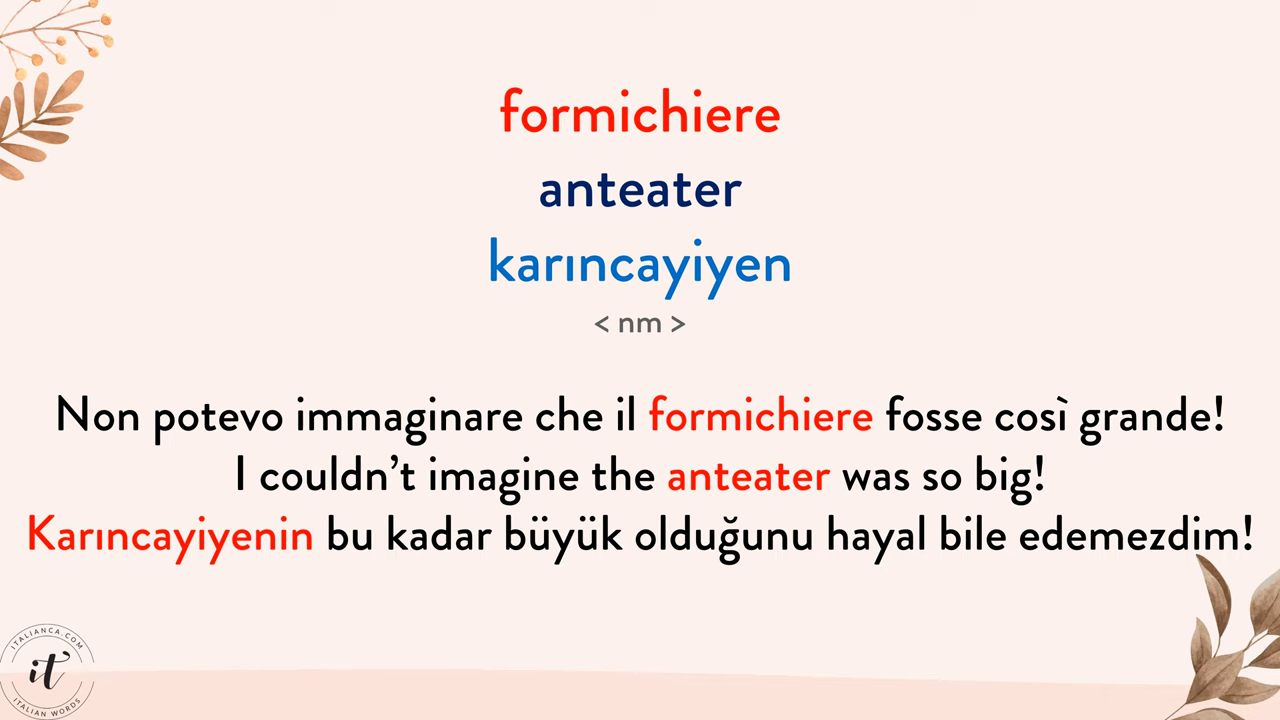 formichiere
anteater
karıncayiyen
< nm >
Non potevo immaginare che il formichiere fosse così grande!
I couldn't imagine the anteater was so big!
Karıncayiyenin bu kadar büyük olduğunu hayal bile edemezdim!
ITALIANCA.COM
it
ITALIAN WORDS